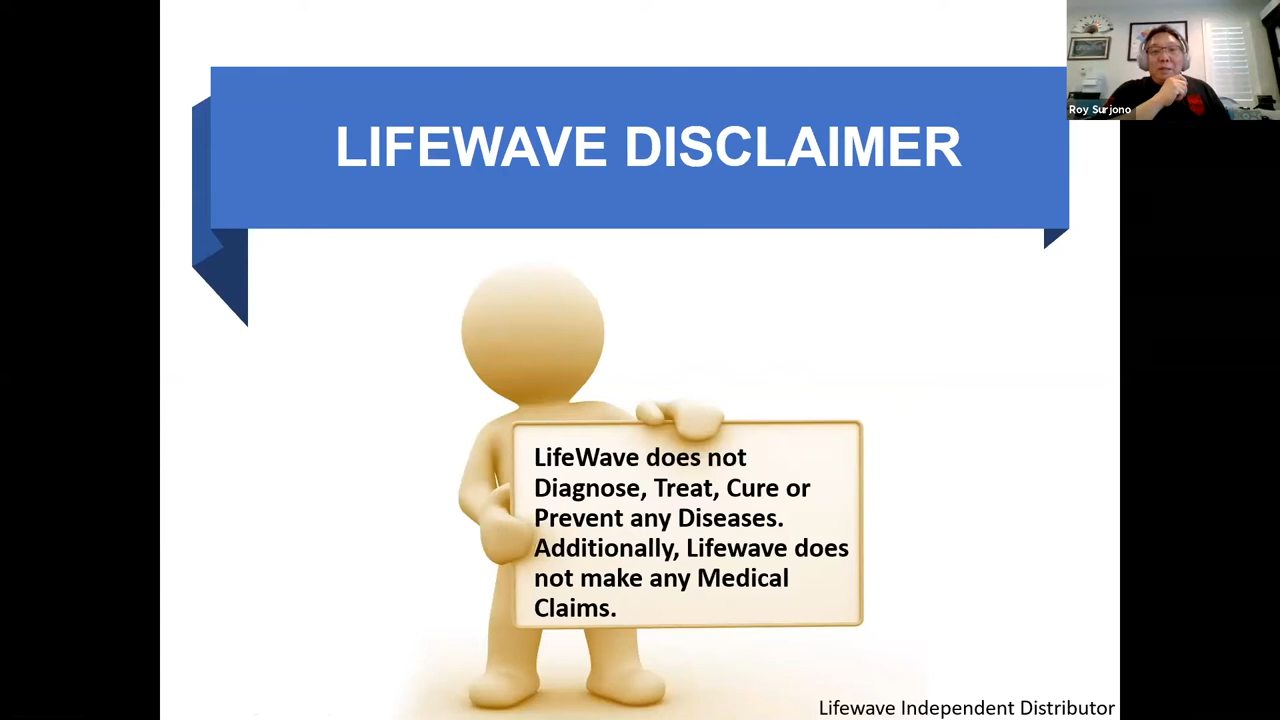 LIFEWAVE DISCLAIMER
Roy Surjono
LifeWave does not
Diagnose, Treat, Cure or
Prevent any Diseases.
Additionally, Lifewave does
not make any Medical
Claims.
Lifewave Independent Distributor